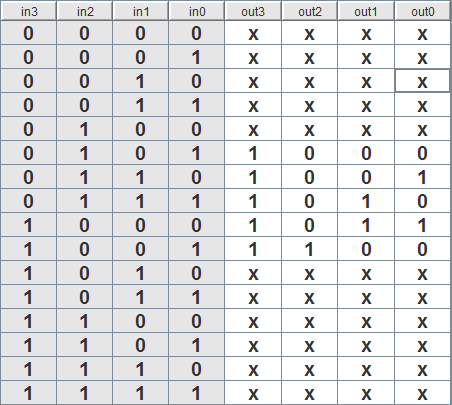 in3 in2 in1 in0 out3 out2 out1 out0
0 0 0 0 x x x x
0 0 0 1 x x x x
0 0 1 0 x x x x
0 0 1 1 x x x x
0 1 0 0 x x x x
0 1 0 1 1 0 0 0
0 1 1 0 1 0 0 1
0 1 1 1 1 0 1 0
1 0 0 0 1 0 1 1
1 0 0 1 1 1 0 0
1 0 1 0 x x x x
1 0 1 1 x x x x
1 1 0 0 x x x x
1 1 0 1 x x x x
1 1 1 0 x x x x
1 1 1 1 x x x x